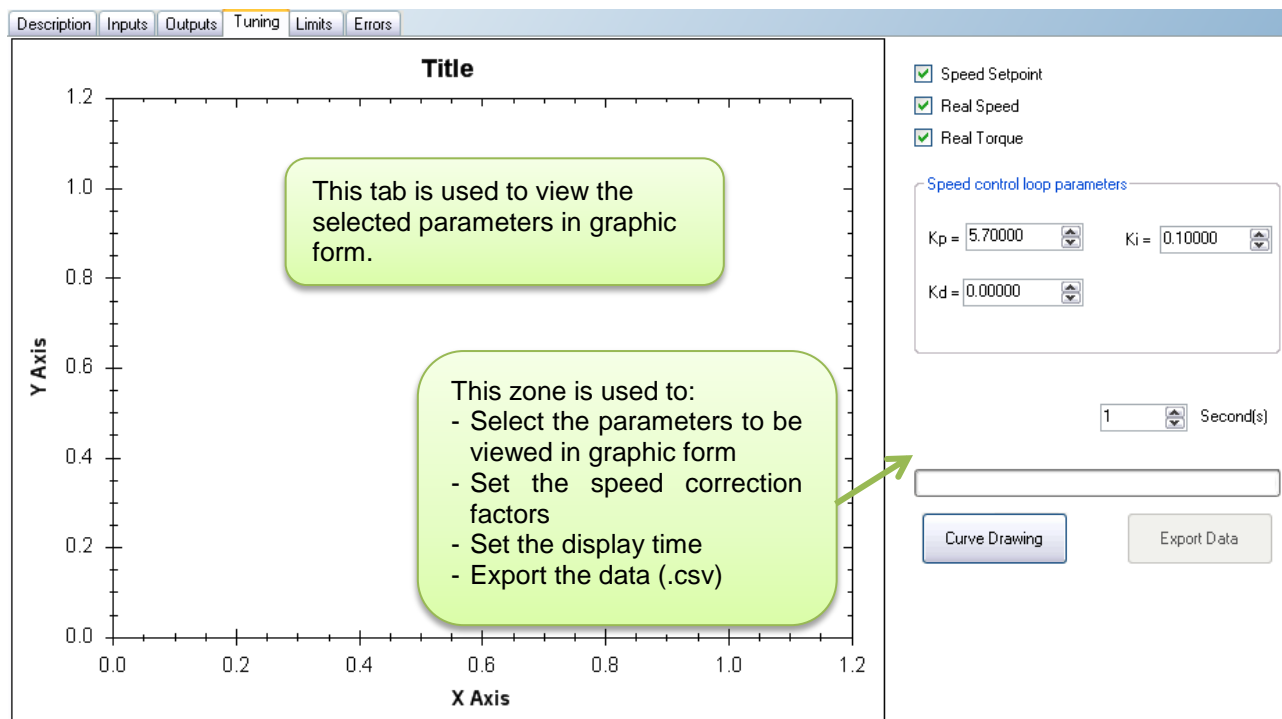 Description Inputs Outputs Tuning Limits Errors
Title
1.2
1.0
0.8
0.6
0.4
0.2
0.0
Y Axis
0.0 0.2 0.4 0.6 0.8 1.0 1.2
X Axis
This tab is used to view the
selected parameters in graphic
form.
This zone is used to:
- Select the parameters to be
viewed in graphic form
- Set the speed correction
factors
- Set the display time
- Export the data (.csv)
Speed Setpoint
Real Speed
Real Torque
Speed control loop parameters
Kp = 5.70000 Ki = 0.10000
Kd = 0.00000
1 Second(s)
Curve Drawing Export Data